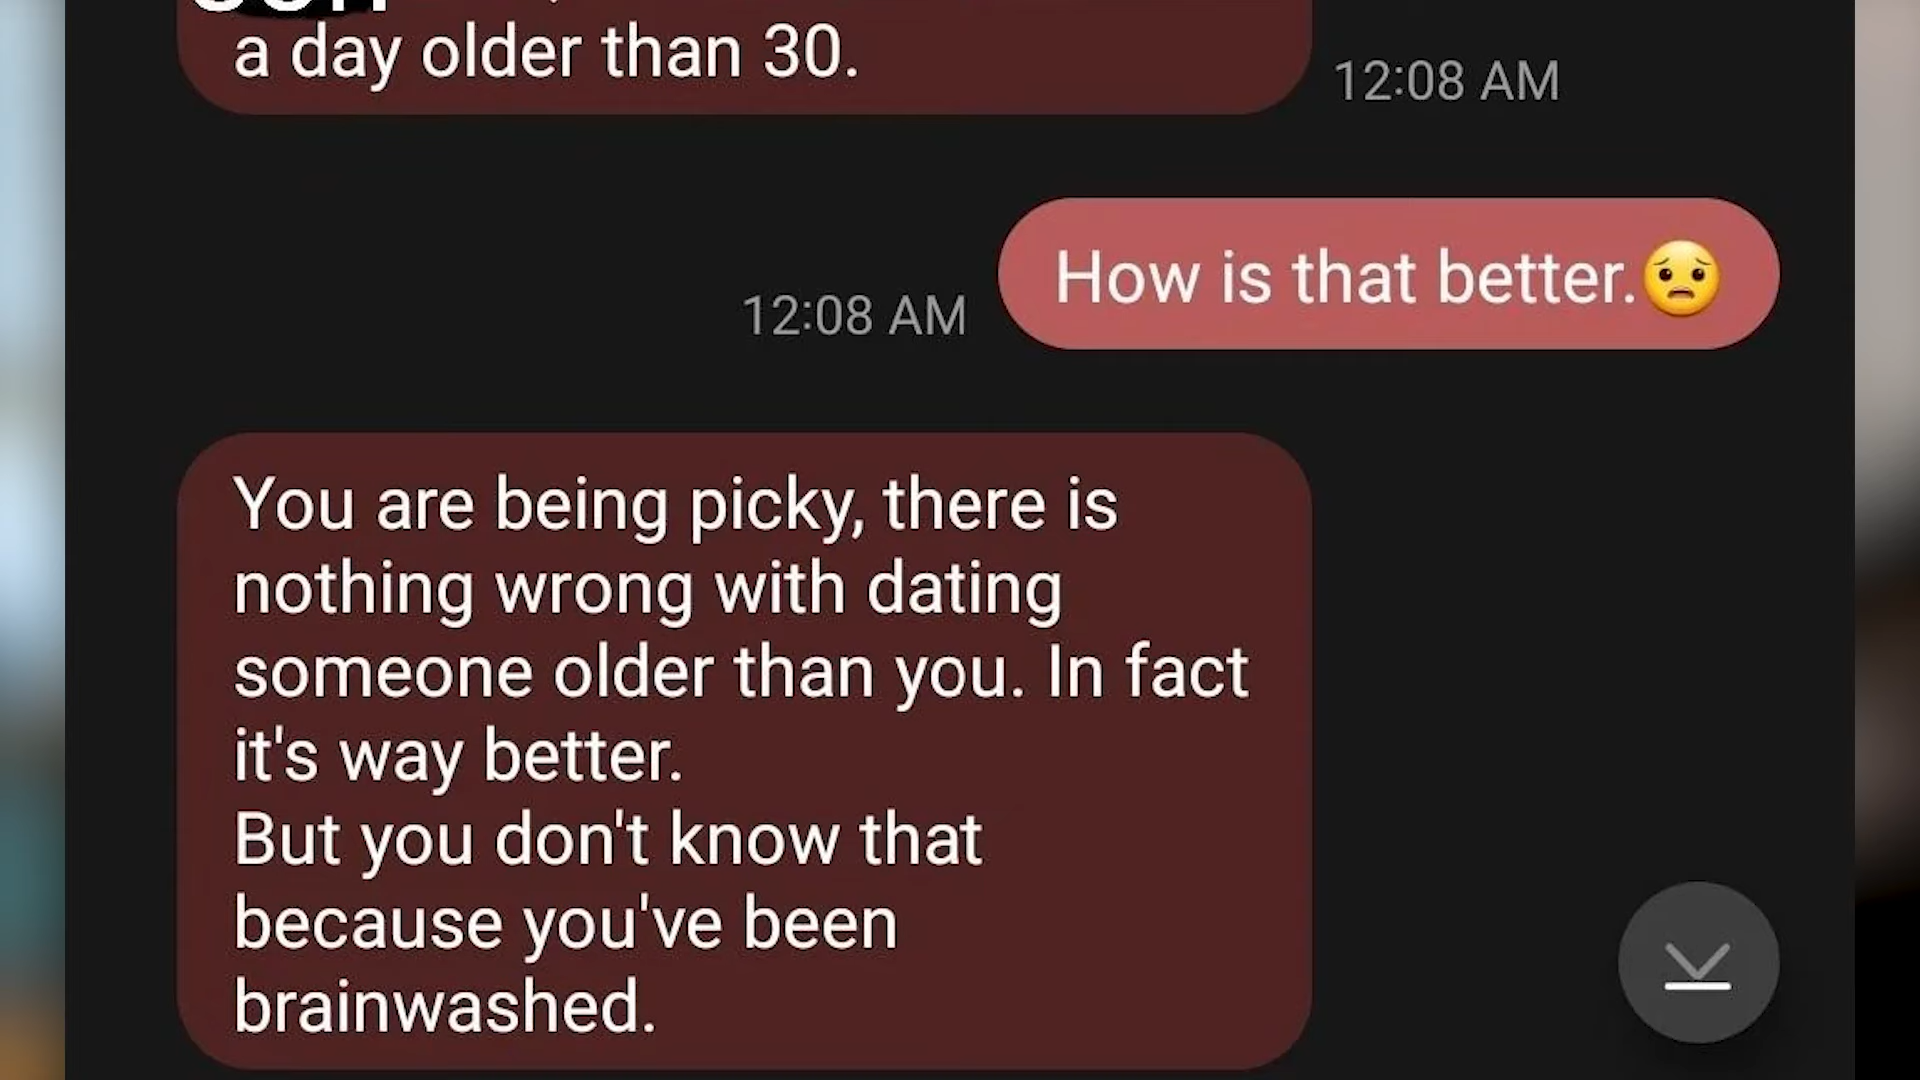 a day older than 30.
12:08 AM
How is that better.😟
12:08 AM
You are being picky, there is
nothing wrong with dating
someone older than you. In fact
it's way better.
But you don't know that
because you've been
brainwashed.